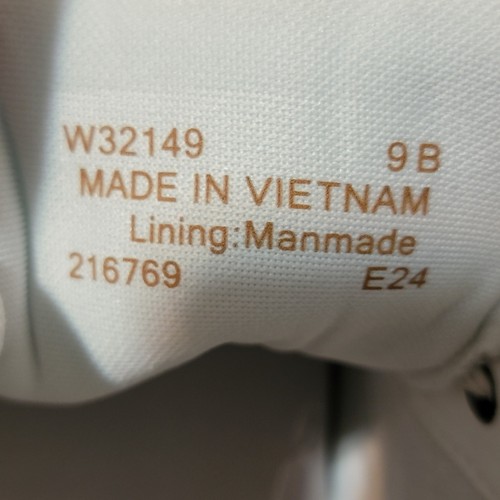 W32149 9 B
MADE IN VIETNAM
Lining:Manmade
216769 E24